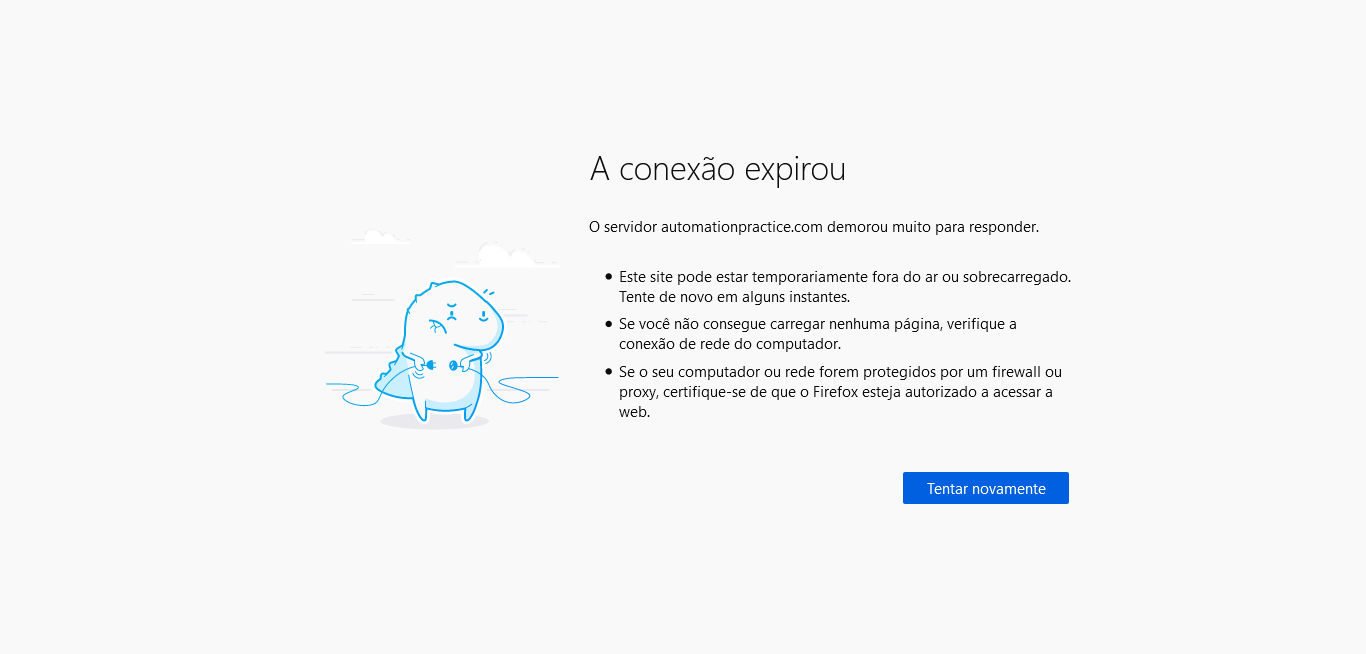 A conexão expirou
O servidor automationpractice.com demorou muito para responder.
Este site pode estar temporariamente fora do ar ou sobrecarregado.
Tente de novo em alguns instantes.
Se você não consegue carregar nenhuma página, verifique a
conexão de rede do computador.
Se o seu computador ou rede forem protegidos por um firewall ou
proxy, certifique-se de que o Firefox esteja autorizado a acessar a
web.
Tentar novamente